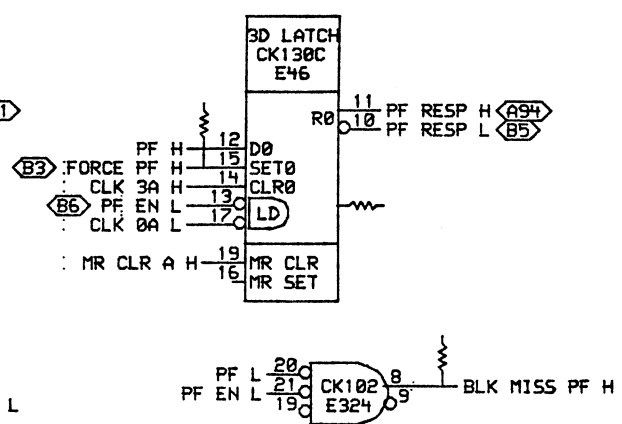 3D LATCH
CK130C
E46
1
R0 11 PF RESP H A94
10 PF RESP L B5
PF H 12 D0
B3 FORCE PF H 15 SET0
CLK 3A H 14 CLR0
B6 PF EN L 13
LD
CLK 0A L 17
MR CLR A H 19 MR CLR
16 MR SET
PF L 20
PF EN L 21
19
CK102
E324
8 BLK MISS PF H
9
L